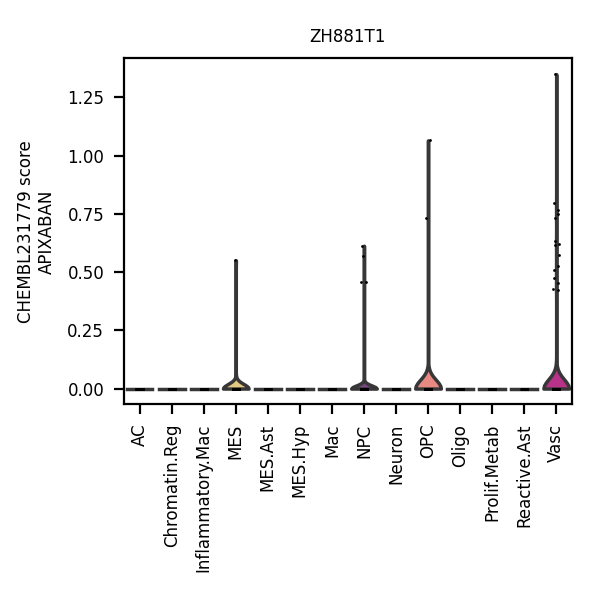 ZH881T1
CHEMBL231779 score
APIXABAN
1.25
1.00
0.75
0.50
0.25
0.00
AC
Chromatin.Reg
Inflammatory.Mac
MES
MES.Ast
MES.Hyp
Mac
NPC
Neuron
OPC
Oligo
Prolif.Metab
Reactive.Ast
Vasc